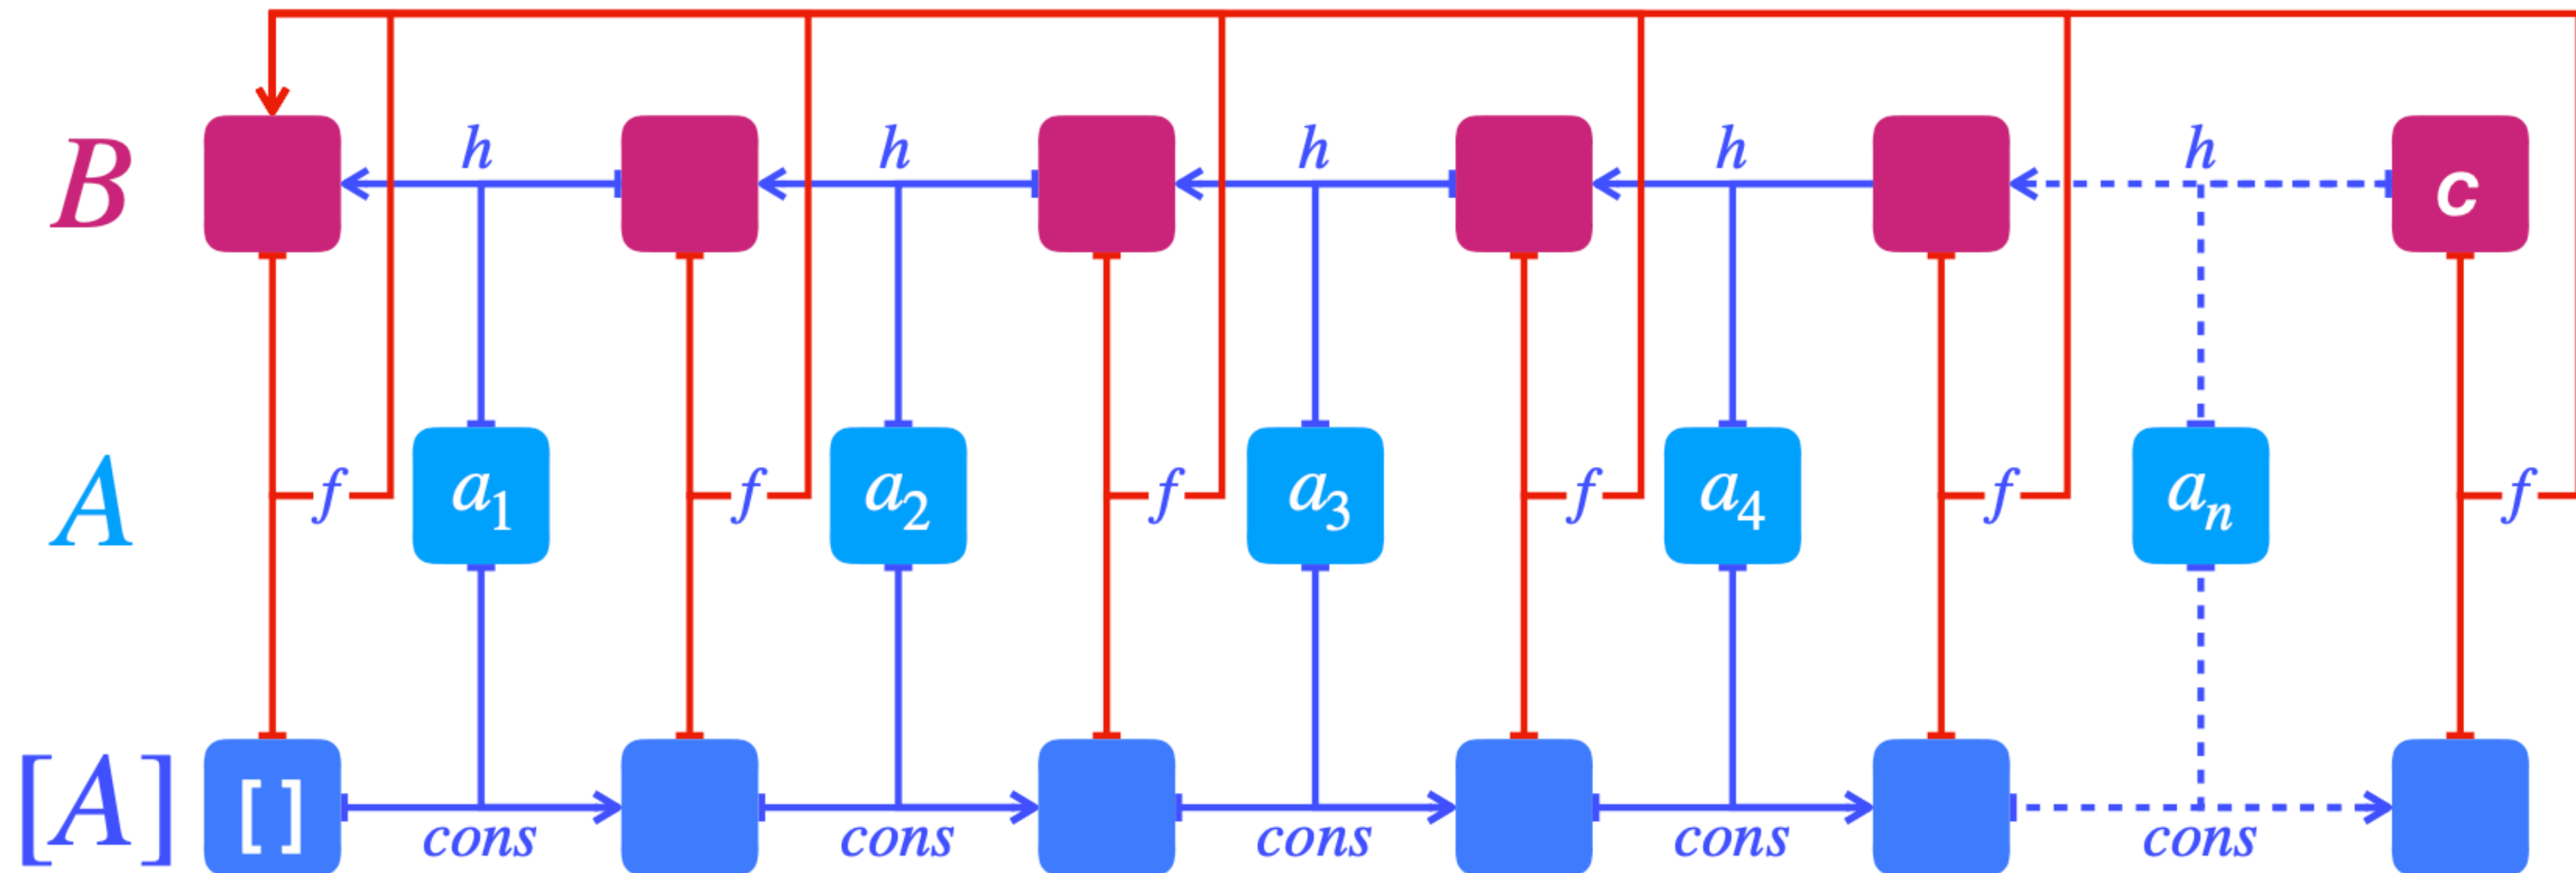 B h h h h h c
A f a₁ f a₂ f a₃ f a₄ f aₙ f
[A] [ ] cons cons cons cons cons